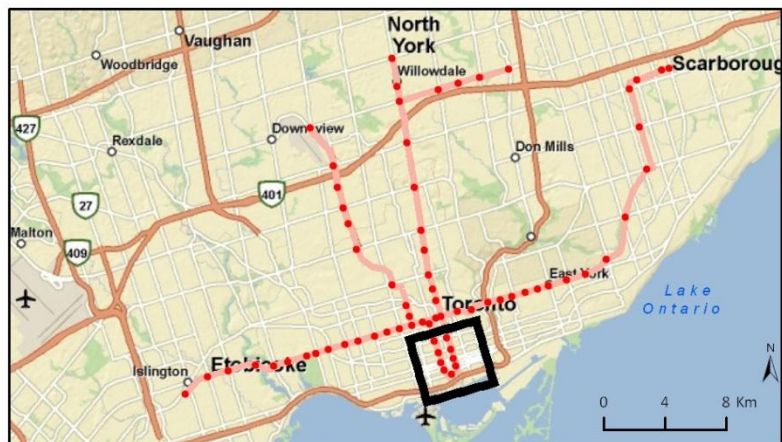 North
York
Vaughan
Woodbridge
Willowdale
Scarboroug
427
Downsview
Rexdale
Don Mills
401
27
Malton
409
East York
Lake
Ontario
Toronto
Etobicoke
Islington
N
0 4 8 Km